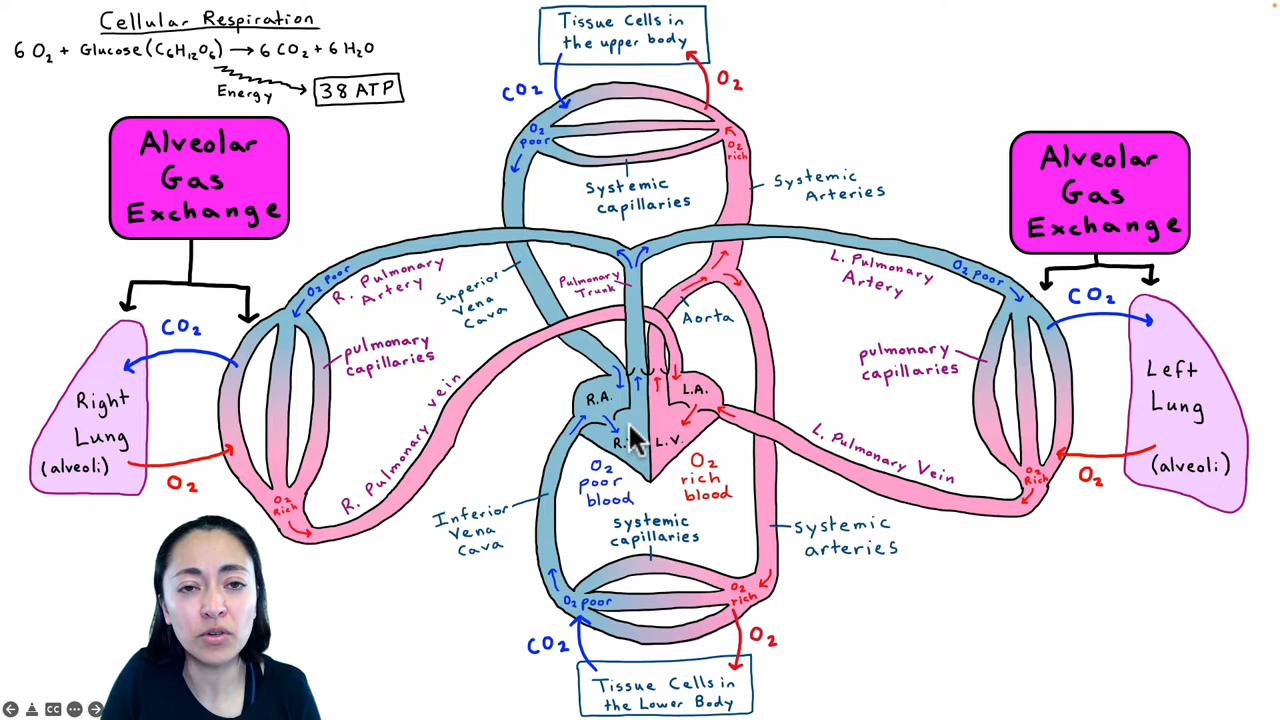 Cellular Respiration
6 O₂ + Glucose (C₆H₁₂O₆) → 6 CO₂ + 6 H₂O
Energy
38 ATP
Tissue Cells in
the upper body
CO₂
O₂
O₂
poor
O₂
rich
Systemic
capillaries
Systemic
Arteries
Alveolar
Gas
Exchange
Alveolar
Gas
Exchange
O₂ Poor
R. Pulmonary
Artery
Superior
Vena
Cava
Pulmonary
Trunk
Aorta
L. Pulmonary
Artery
O₂ Poor
CO₂
CO₂
pulmonary
capillaries
pulmonary
capillaries
Right
Lung
(alveoli)
Left
Lung
(alveoli)
R.A.
L.A.
R.
L.V.
O₂
O₂
O₂
Rich
O₂
Rich
R. Pulmonary vein
L. Pulmonary Vein
O₂
poor
blood
O₂
rich
blood
Inferior
Vena
Cava
Systemic
capillaries
Systemic
arteries
O₂ poor
O₂
rich
CO₂
O₂
Tissue Cells in
the Lower Body
CC